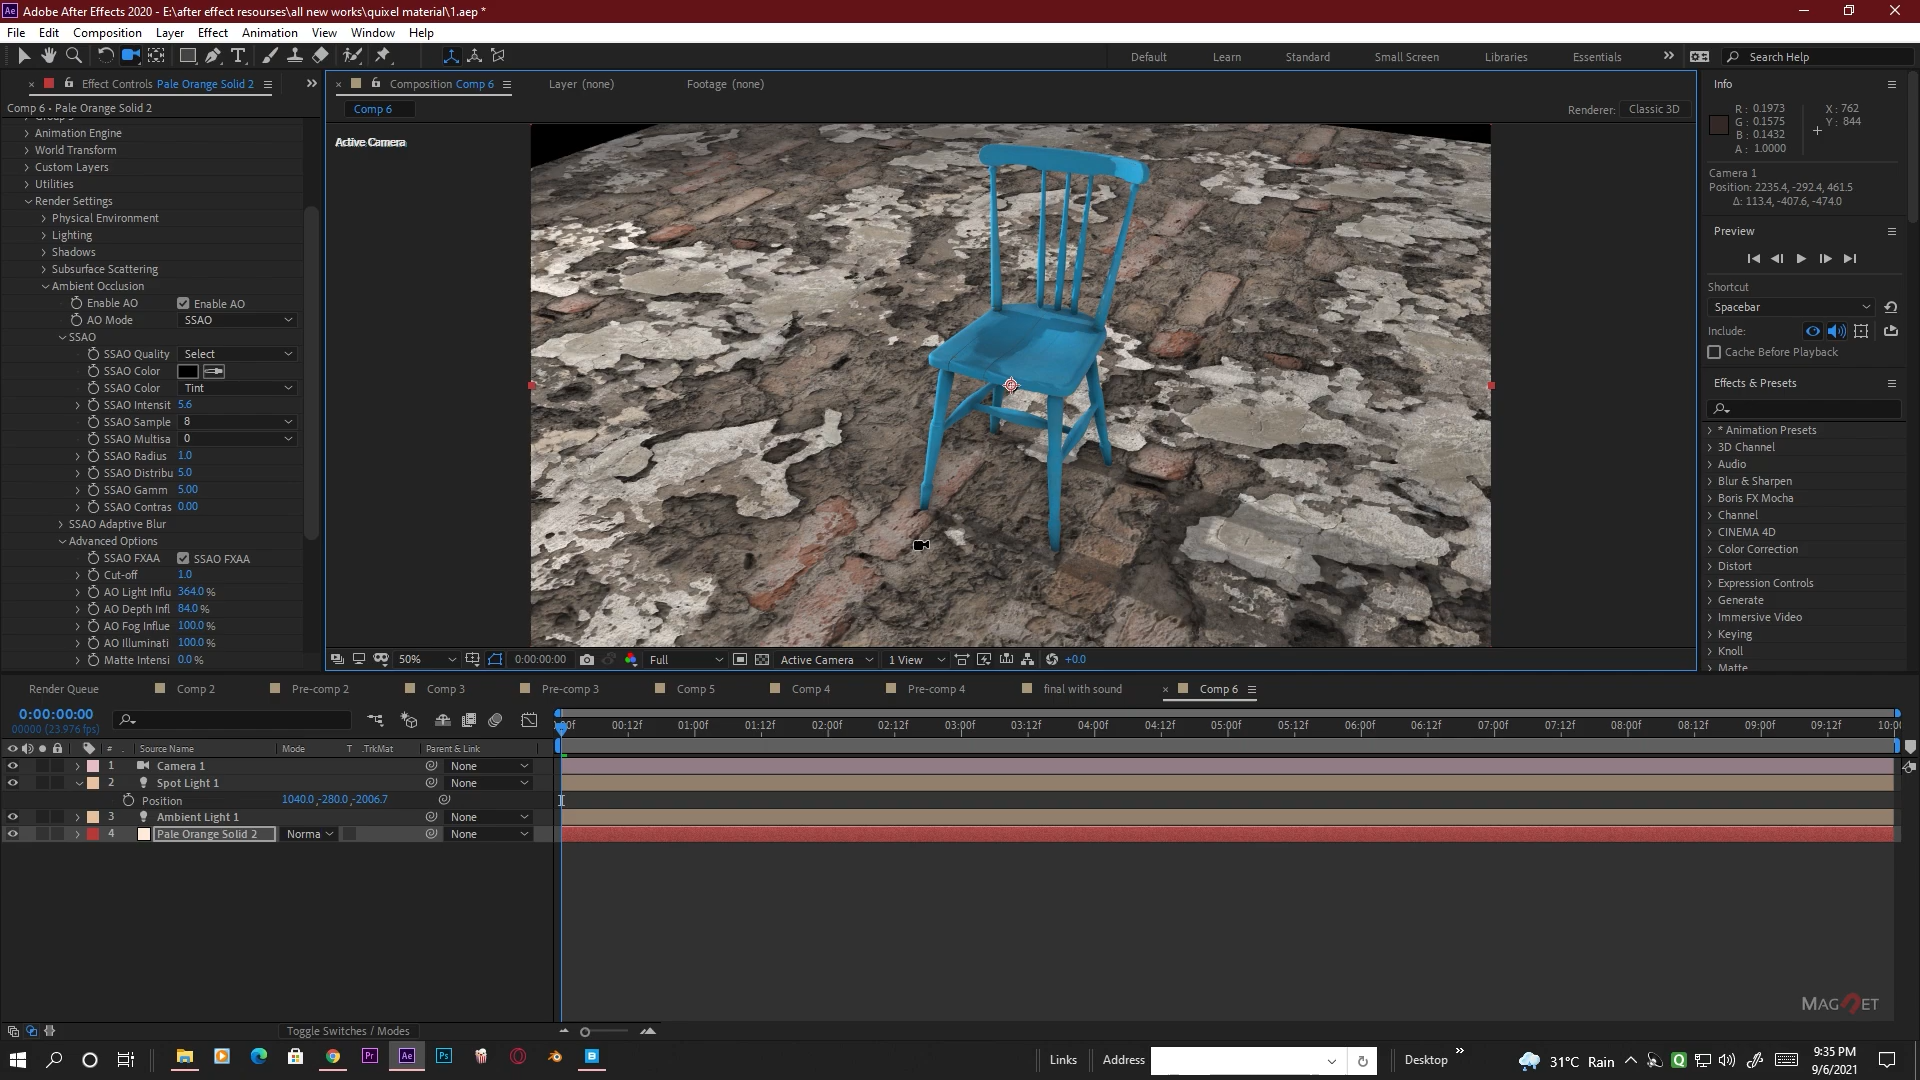 Adobe After Effects 2020 - E:\after effect resourses\all new works\quixel material\1.aep *
File Edit Composition Layer Effect Animation View Window Help
Default Learn Standard Small Screen Libraries Essentials Search Help
Effect Controls Pale Orange Solid 2
Composition Comp 6
Layer (none)
Footage (none)
Comp 6 • Pale Orange Solid 2
Comp 6
Renderer: Classic 3D
Active Camera
Animation Engine
World Transform
Custom Layers
Utilities
Render Settings
Physical Environment
Lighting
Shadows
Subsurface Scattering
Ambient Occlusion
Enable AO Enable AO
AO Mode SSAO
SSAO
SSAO Quality Select
SSAO Color
SSAO Color Tint
SSAO Intensit 5.6
SSAO Sample 8
SSAO Multisa 0
SSAO Radius 1.0
SSAO Distribu 5.0
SSAO Gamm 5.00
SSAO Contras 0.00
SSAO Adaptive Blur
Advanced Options
SSAO FXAA SSAO FXAA
Cut-off 1.0
AO Light Influ 364.0 %
AO Depth Infl 84.0 %
AO Fog Influe 100.0 %
AO Illuminati 100.0 %
Matte Intensi 0.0 %
50% 0:00:00:00 Full Active Camera 1 View +0.0
Info
R: 0.1973
G: 0.1575
B: 0.1432
A: 1.0000
X: 762
Y: 844
Camera 1
Position: 2235.4, -292.4, 461.5
Δ: 113.4, -407.6, -474.0
Preview
Shortcut
Spacebar
Include:
Cache Before Playback
Effects & Presets
* Animation Presets
3D Channel
Audio
Blur & Sharpen
Boris FX Mocha
Channel
CINEMA 4D
Color Correction
Distort
Expression Controls
Generate
Immersive Video
Keying
Knoll
Matte
Render Queue Comp 2 Pre-comp 2 Comp 3 Pre-comp 3 Comp 5 Comp 4 Pre-comp 4 final with sound Comp 6
0:00:00:00
00000 (23.976 fps)
00:12f 01:00f 01:12f 02:00f 02:12f 03:00f 03:12f 04:00f 04:12f 05:00f 05:12f 06:00f 06:12f 07:00f 07:12f 08:00f 08:12f 09:00f 09:12f 10:00
# Source Name Mode T .TrkMat Parent & Link
1 Camera 1 None
2 Spot Light 1 None
Position 1040.0,-280.0,-2006.7
3 Ambient Light 1 None
4 Pale Orange Solid 2 Norma None
MAGNET
Toggle Switches / Modes
Links Address Desktop 31°C Rain
9:35 PM
9/6/2021